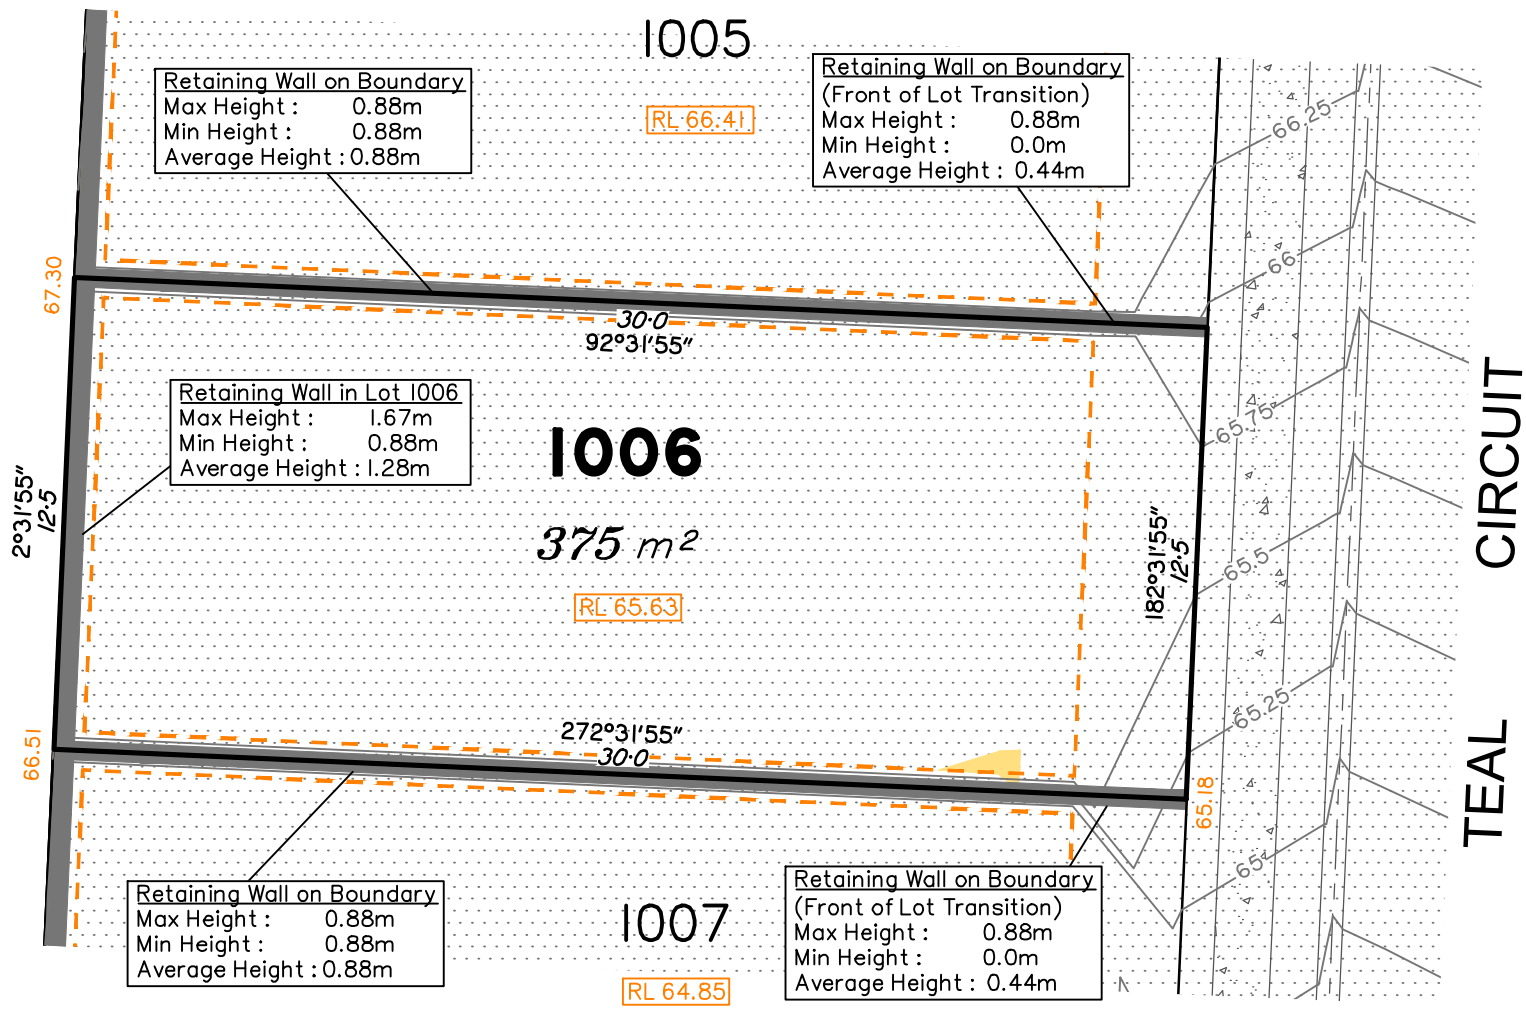 1005
RL 66.41
Retaining Wall on Boundary
Max Height : 0.88m
Min Height : 0.88m
Average Height : 0.88m
Retaining Wall on Boundary
(Front of Lot Transition)
Max Height : 0.88m
Min Height : 0.0m
Average Height : 0.44m
66.25
66
67.30
30·0
92°31'55"
65.75
Retaining Wall in Lot 1006
Max Height : 1.67m
Min Height : 0.88m
Average Height : 1.28m
1006
375 m²
RL 65.63
2°31'55"
12·5
182°31'55"
12·5
65.5
65.25
CIRCUIT
TEAL
66.51
272°31'55"
30·0
65.18
65
Retaining Wall on Boundary
Max Height : 0.88m
Min Height : 0.88m
Average Height : 0.88m
1007
RL 64.85
Retaining Wall on Boundary
(Front of Lot Transition)
Max Height : 0.88m
Min Height : 0.0m
Average Height : 0.44m